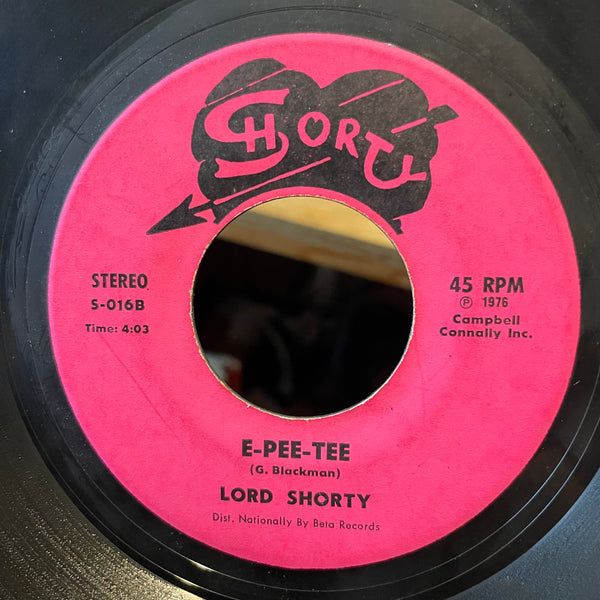 SHORTY
STEREO
S-016B
Time: 4:03
45 RPM
℗ 1976
Campbell
Connally Inc.
E-PEE-TEE
(G. Blackman)
LORD SHORTY
Dist. Nationally By Beta Records